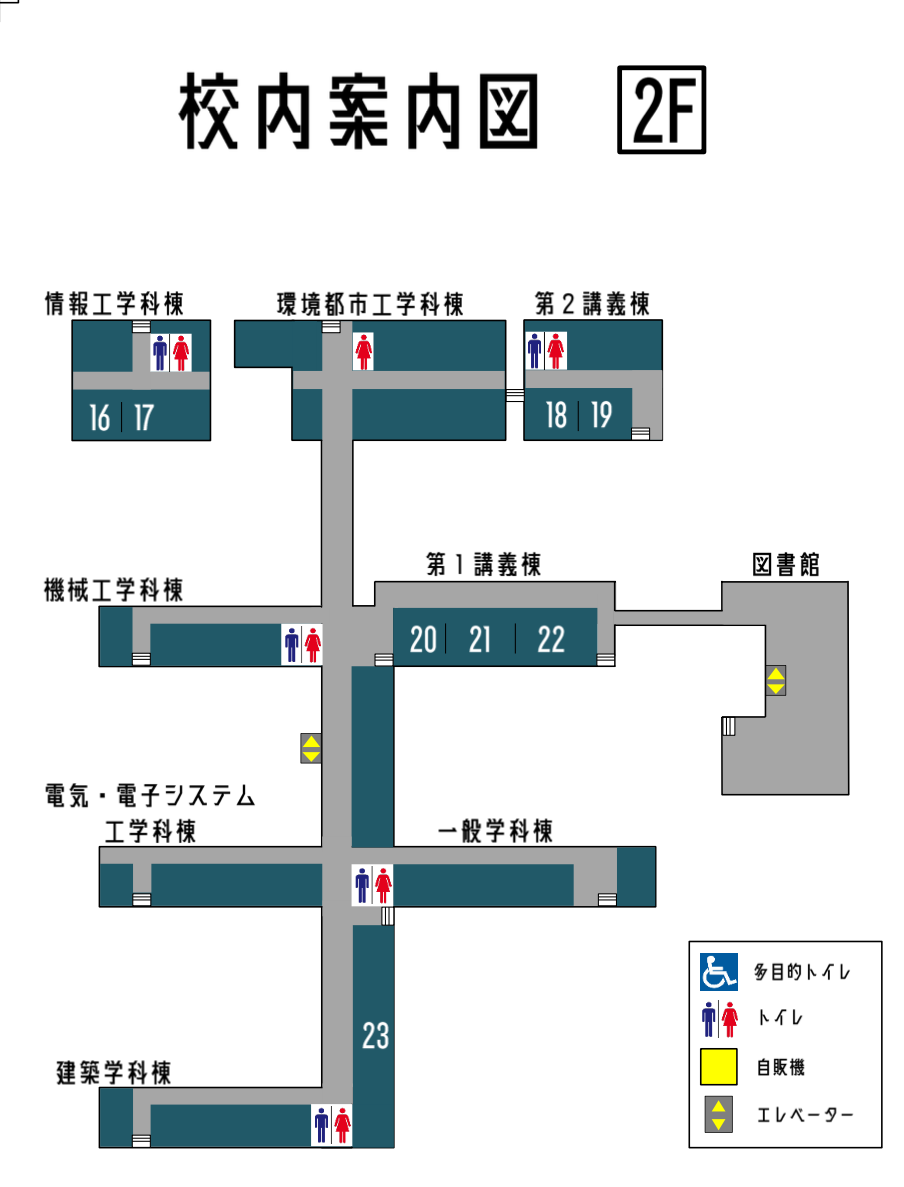 校内案内図 2F
情報工学科棟 環境都市工学科棟 第2講義棟
16 17
18 19
機械工学科棟 第1講義棟 図書館
20 21 22
電気・電子システム
工学科棟 一般学科棟
23
建築学科棟
多目的トイレ
トイレ
自販機
エレベーター